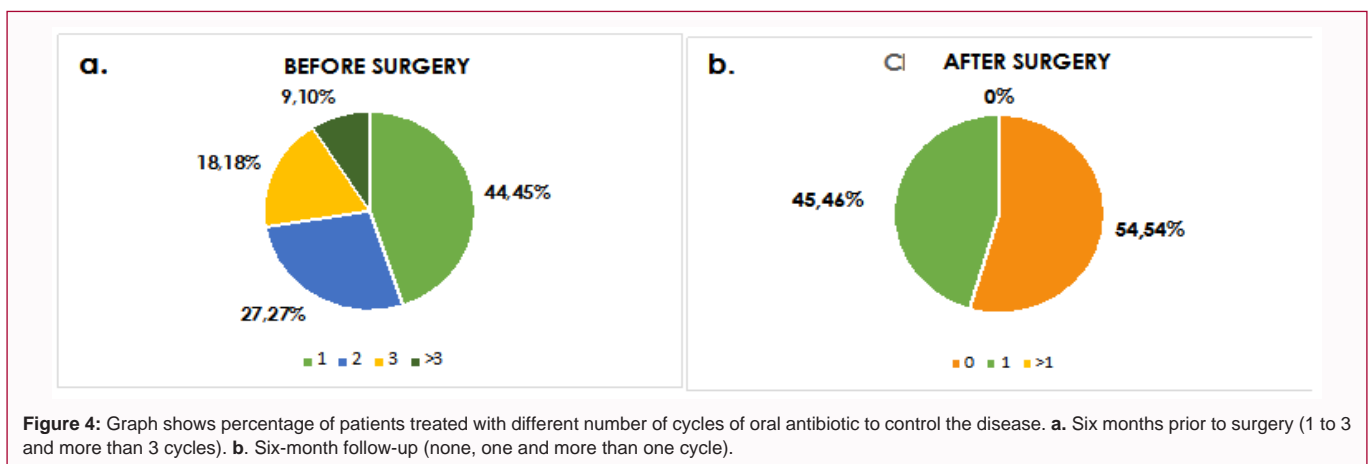 a.
BEFORE SURGERY
9,10%
18,18%
44,45%
27,27%
1 2 3 >3
b.
C AFTER SURGERY
0%
45,46%
54,54%
0 1 >1
Figure 4: Graph shows percentage of patients treated with different number of cycles of oral antibiotic to control the disease. a. Six months prior to surgery (1 to 3
and more than 3 cycles). b. Six-month follow-up (none, one and more than one cycle).